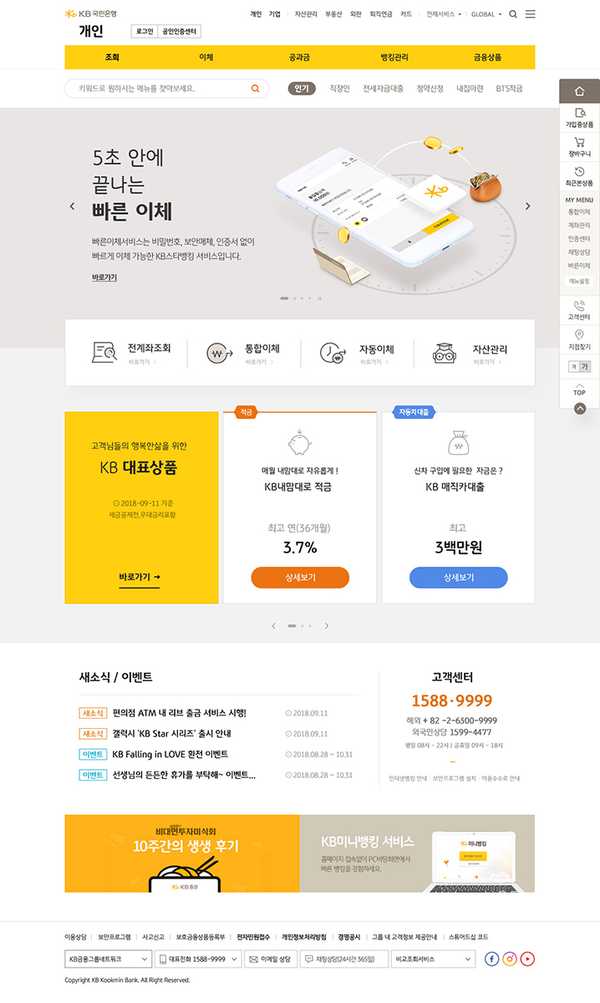 KB 국민은행
개인 기업 자산관리 부동산 외환 퇴직연금 카드 전체서비스 GLOBAL
개인
로그인 공인인증센터
조회 이체 공과금 뱅킹관리 금융상품
키워드로 원하시는 메뉴를 찾아보세요.
인기 직장인 전세자금대출 청약신청 내집마련 BTS적금
5초 안에
끝나는
빠른 이체
빠른이체서비스는 비밀번호, 보안매체, 인증서 없이
빠르게 이체 가능한 KB스타뱅킹 서비스입니다.
바로가기
가입중상품
장바구니
최근본상품
MY MENU
통합이체
계좌관리
인증센터
채팅상담
빠른이체
메뉴설정
고객센터
지점찾기
가 가
TOP
전계좌조회 통합이체 자동이체 자산관리
바로가기 바로가기 바로가기 바로가기
고객님들의 행복한삶을 위한
KB 대표상품
2018-09-11 기준
세금공제전,우대금리포함
바로가기 →
적금
매월 내맘대로 자유롭게 !
KB내맘대로 적금
최고 연(36개월)
3.7%
상세보기
자동차대출
신차 구입에 필요한 자금은 ?
KB 매직카대출
최고
3백만원
상세보기
새소식 / 이벤트
새소식 편의점 ATM 내 리브 출금 서비스 시행! 2018.09.11
새소식 갤럭시 'KB Star 시리즈' 출시 안내 2018.09.11
이벤트 KB Falling in LOVE 환전 이벤트 2018.08.28 ~ 10.31
이벤트 선생님의 든든한 휴가를 부탁해~ 이벤트... 2018.08.28 ~ 10.31
고객센터
1588·9999
해외 + 82 -2-6300-9999
외국인상담 1599-4477
평일 08시 - 22시 | 공휴일 09시 - 18시
인터넷뱅킹 안내 보안프로그램 설치 이용수수료 안내
비대면투자미식회
10주간의 생생 후기
KB미니뱅킹 서비스
홈페이지 접속없이 PC바탕화면에서
빠른 뱅킹을 경험하세요.
KB미니뱅킹
이용상담 보안프로그램 사고신고 보호금융상품등록부 전자민원접수 개인정보처리방침 경영공시 그룹 내 고객정보 제공안내 스튜어드십 코드
KB금융그룹네트워크 대표전화 1588-9999 이메일 상담 채팅상담(24시간 365일) 비교조회서비스
Copyright KB Kookmin Bank. All Right Reserved.